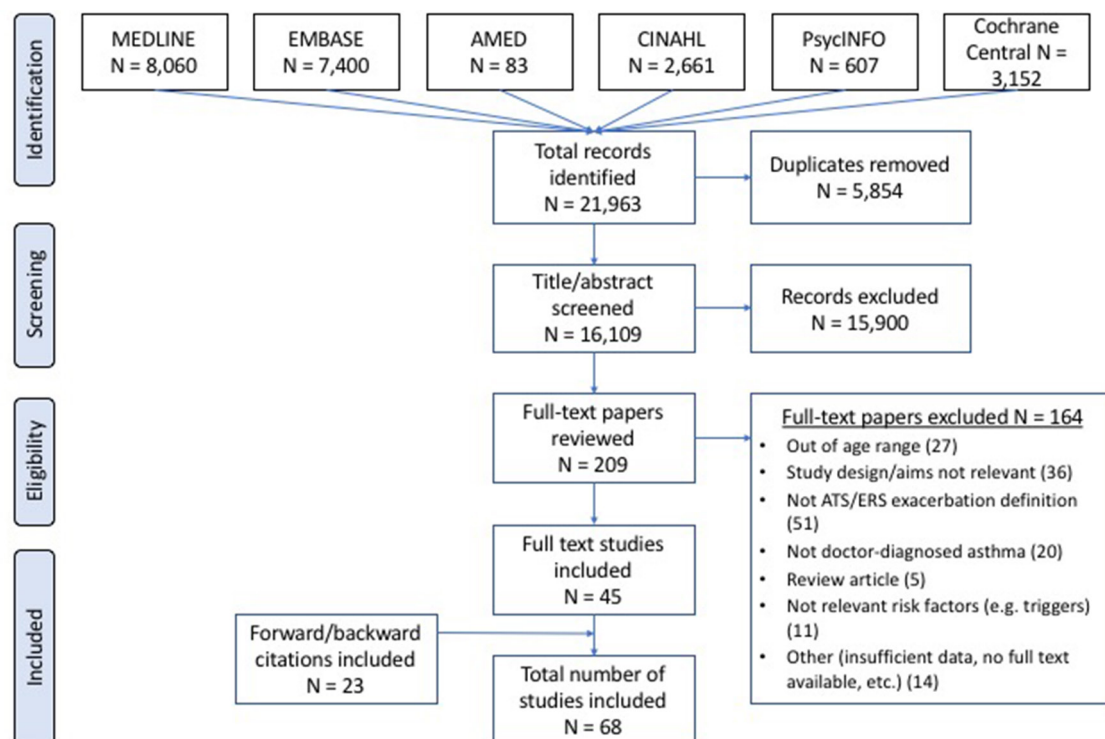 Identification
MEDLINE
N = 8,060
EMBASE
N = 7,400
AMED
N = 83
CINAHL
N = 2,661
PsycINFO
N = 607
Cochrane
Central N =
3,152
Total records
identified
N = 21,963
Duplicates removed
N = 5,854
Screening
Title/abstract
screened
N = 16,109
Records excluded
N = 15,900
Eligibility
Full-text papers
reviewed
N = 209
Full-text papers excluded N = 164
• Out of age range (27)
• Study design/aims not relevant (36)
• Not ATS/ERS exacerbation definition
(51)
• Not doctor-diagnosed asthma (20)
• Review article (5)
• Not relevant risk factors (e.g. triggers)
(11)
• Other (insufficient data, no full text
available, etc.) (14)
Included
Full text studies
included
N = 45
Forward/backward
citations included
N = 23
Total number of
studies included
N = 68